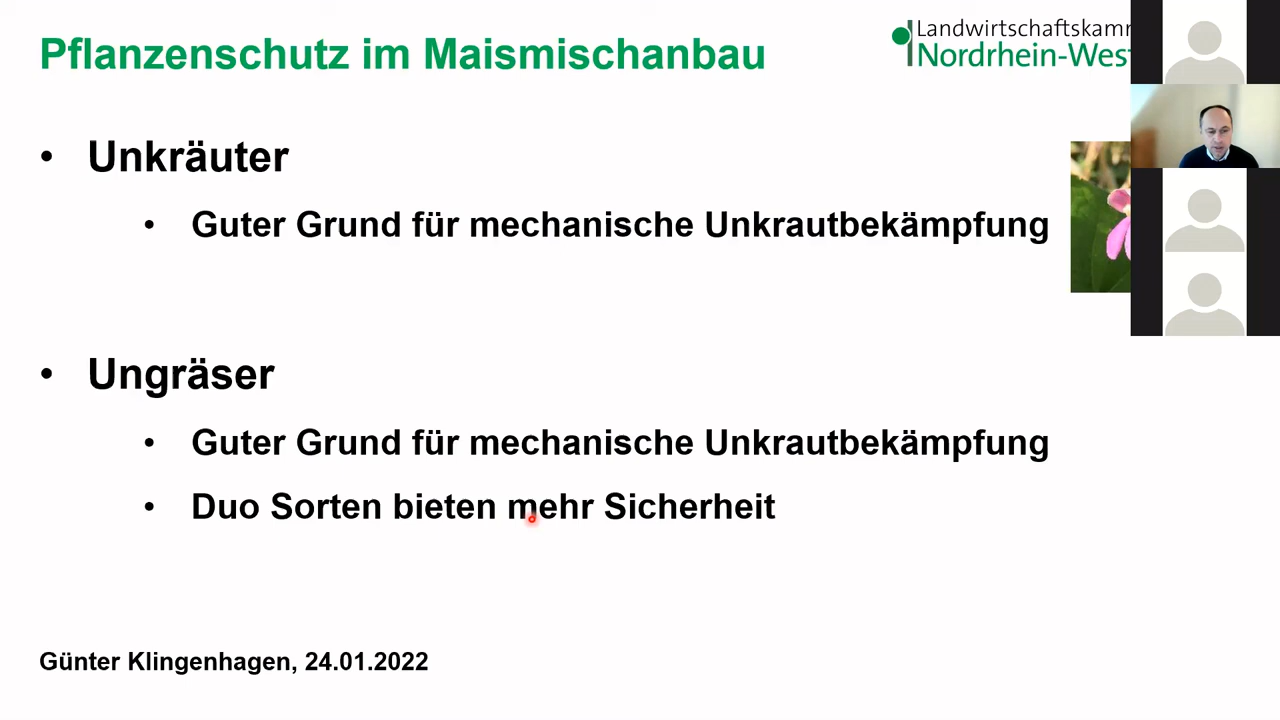 Pflanzenschutz im Maismischanbau
Landwirtschaftskamm
Nordrhein-West
• Unkräuter
• Guter Grund für mechanische Unkrautbekämpfung
• Ungräser
• Guter Grund für mechanische Unkrautbekämpfung
• Duo Sorten bieten mehr Sicherheit
Günter Klingenhagen, 24.01.2022